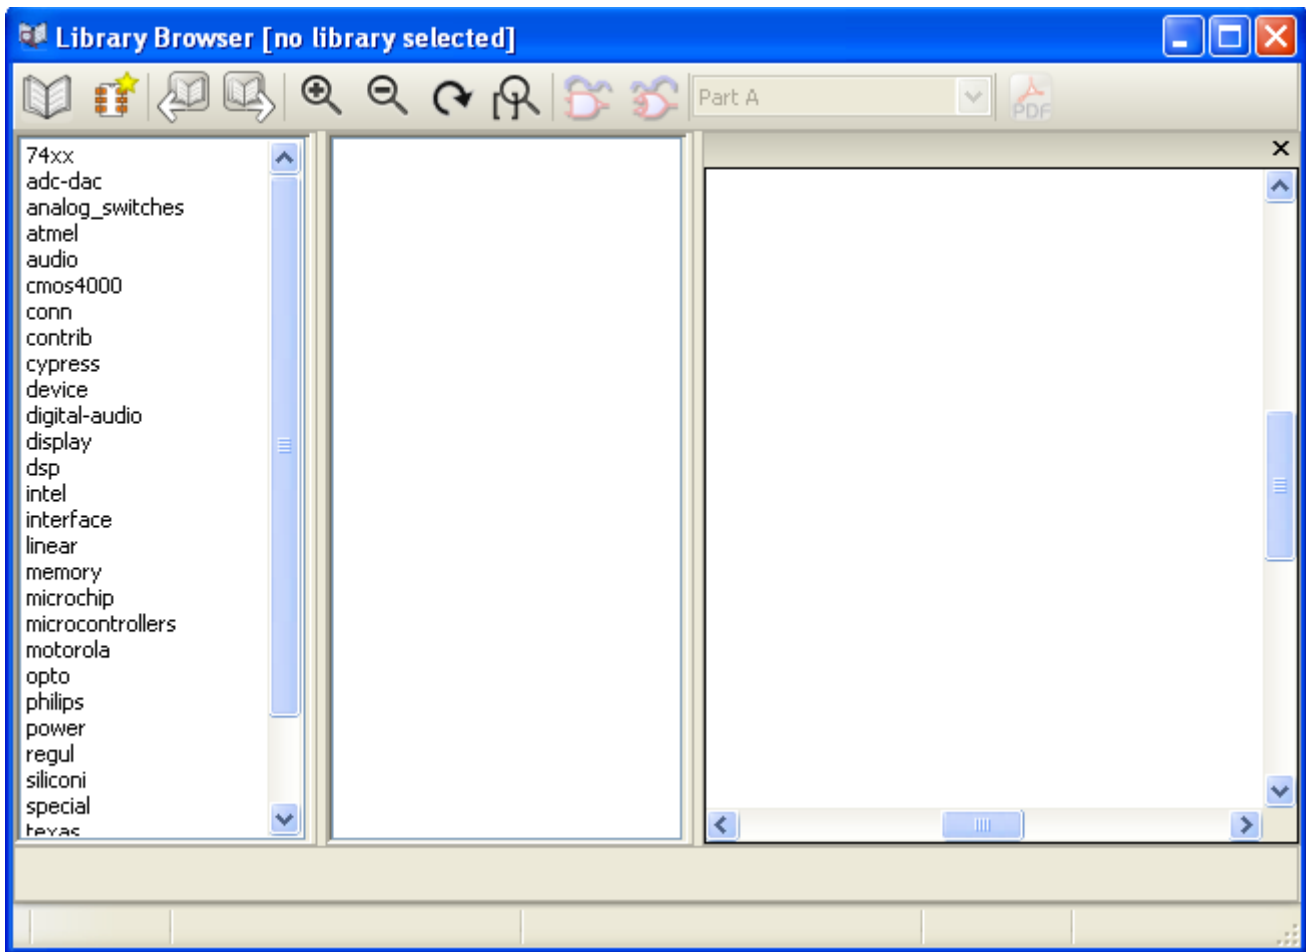 Library Browser [no library selected]
Part A
PDF
74xx
adc-dac
analog_switches
atmel
audio
cmos4000
conn
contrib
cypress
device
digital-audio
display
dsp
intel
interface
linear
memory
microchip
microcontrollers
motorola
opto
philips
power
regul
siliconi
special
texas